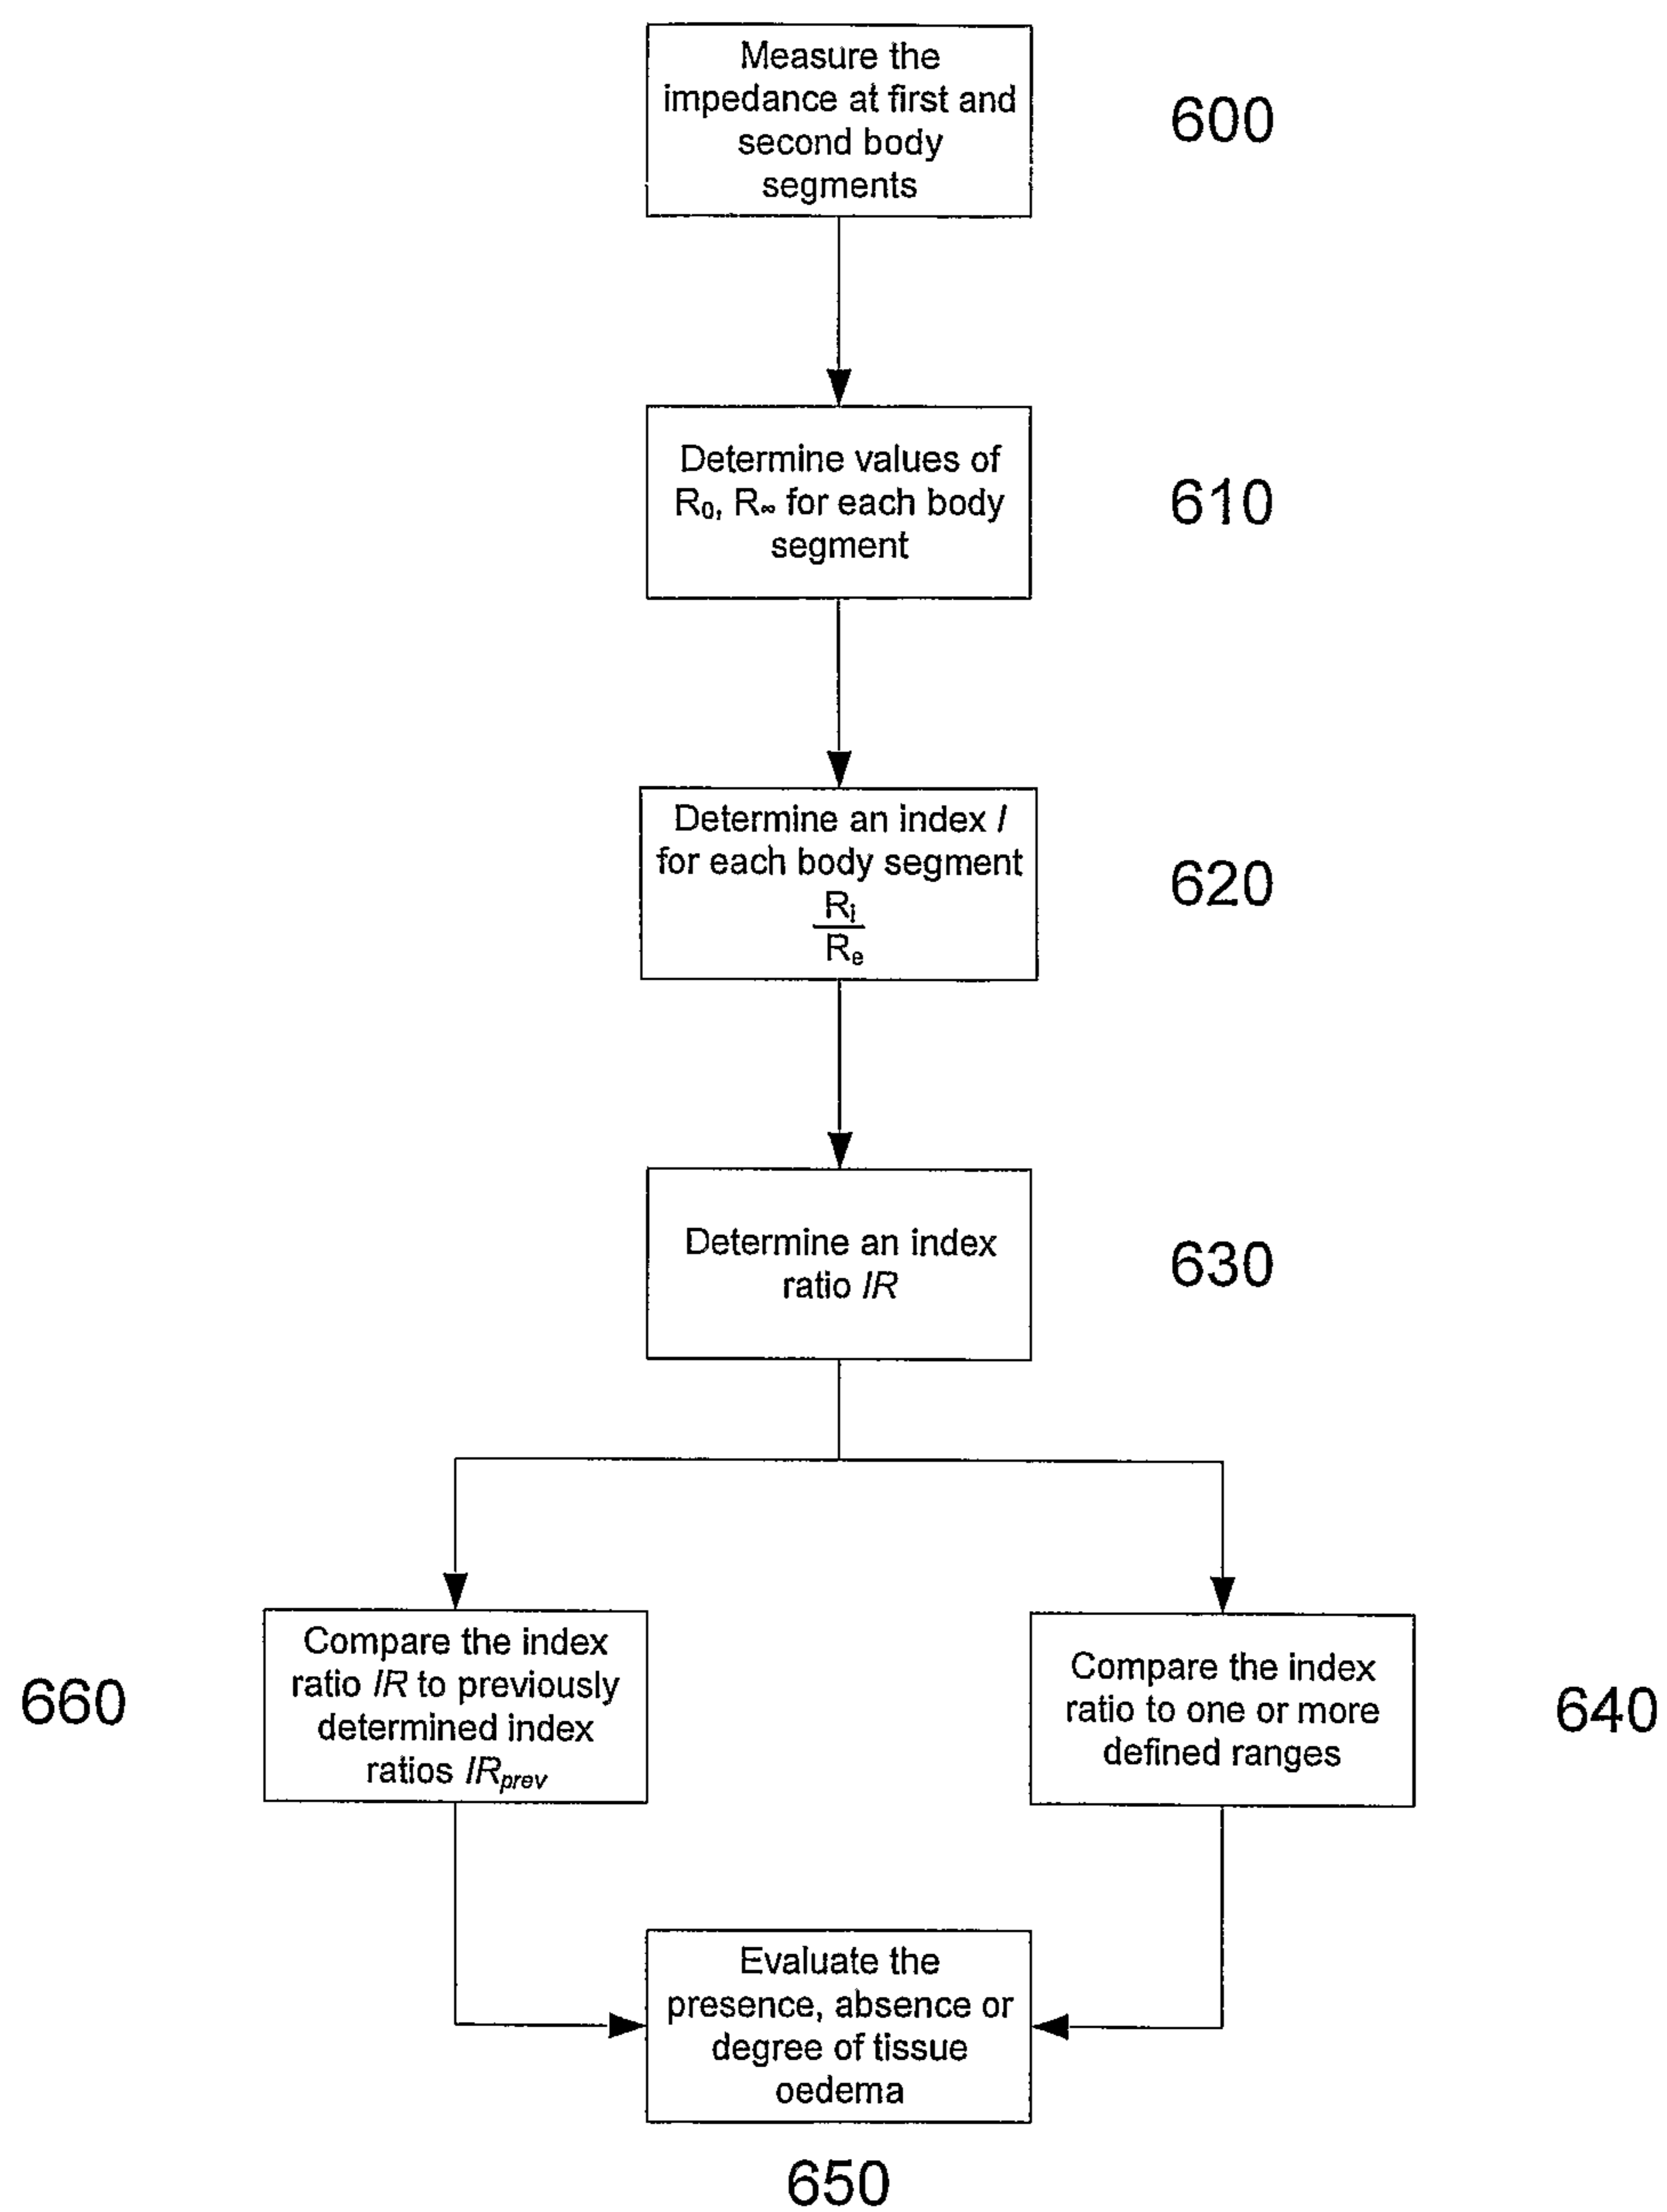 Measure the
impedance at first and
second body
segments
600
Determine values of
R₀, R∞ for each body
segment
610
Determine an index I
for each body segment
Rᵢ
Rₑ
620
Determine an index
ratio IR
630
Compare the index
ratio IR to previously
determined index
ratios IRprev
660
Compare the index
ratio to one or more
defined ranges
640
Evaluate the
presence, absence or
degree of tissue
oedema
650